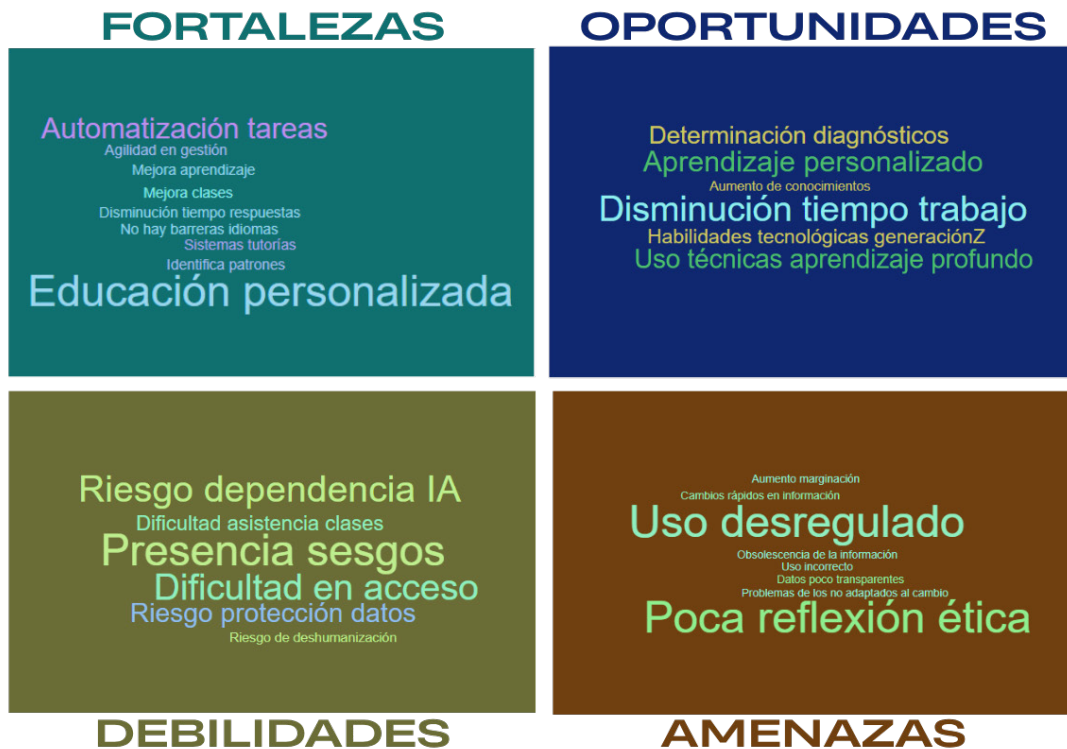 FORTALEZAS
Automatización tareas
Agilidad en gestión
Mejora aprendizaje
Mejora clases
Disminución tiempo respuestas
No hay barreras idiomas
Sistemas tutorías
Identifica patrones
Educación personalizada
OPORTUNIDADES
Determinación diagnósticos
Aprendizaje personalizado
Aumento de conocimientos
Disminución tiempo trabajo
Habilidades tecnológicas generaciónZ
Uso técnicas aprendizaje profundo
Riesgo dependencia IA
Dificultad asistencia clases
Presencia sesgos
Dificultad en acceso
Riesgo protección datos
Riesgo de deshumanización
DEBILIDADES
Aumento marginación
Cambios rápidos en información
Uso desregulado
Obsolescencia de la información
Uso incorrecto
Datos poco transparentes
Problemas de los no adaptados al cambio
Poca reflexión ética
AMENAZAS